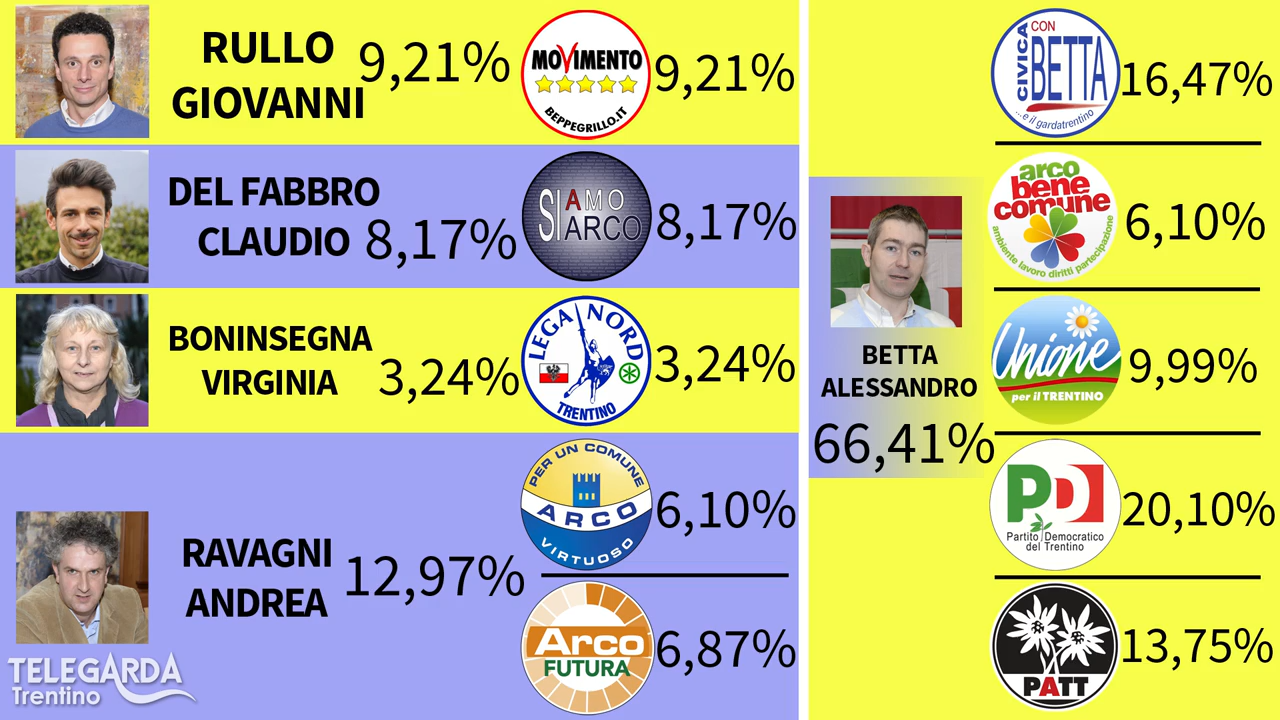 RULLO
GIOVANNI
9,21%
MOVIMENTO
BEPPEGRILLO.IT
9,21%
DEL FABBRO
CLAUDIO
8,17%
SIAMO
SIARCO
8,17%
BONINSEGNA
VIRGINIA
3,24%
LEGA NORD
TRENTINO
3,24%
RAVAGNI
ANDREA
12,97%
PER UN COMUNE
ARCO
VIRTUOSO
6,10%
Arco
FUTURA
6,87%
TELEGARDA
Trentino
BETTA
ALESSANDRO
66,41%
CIVICA
CON
BETTA
...e il gardatrentino
16,47%
arco
bene
comune
ambiente lavoro diritti partecipazione
6,10%
Unione
per il TRENTINO
9,99%
PD
Partito Democratico
del Trentino
20,10%
PATT
13,75%